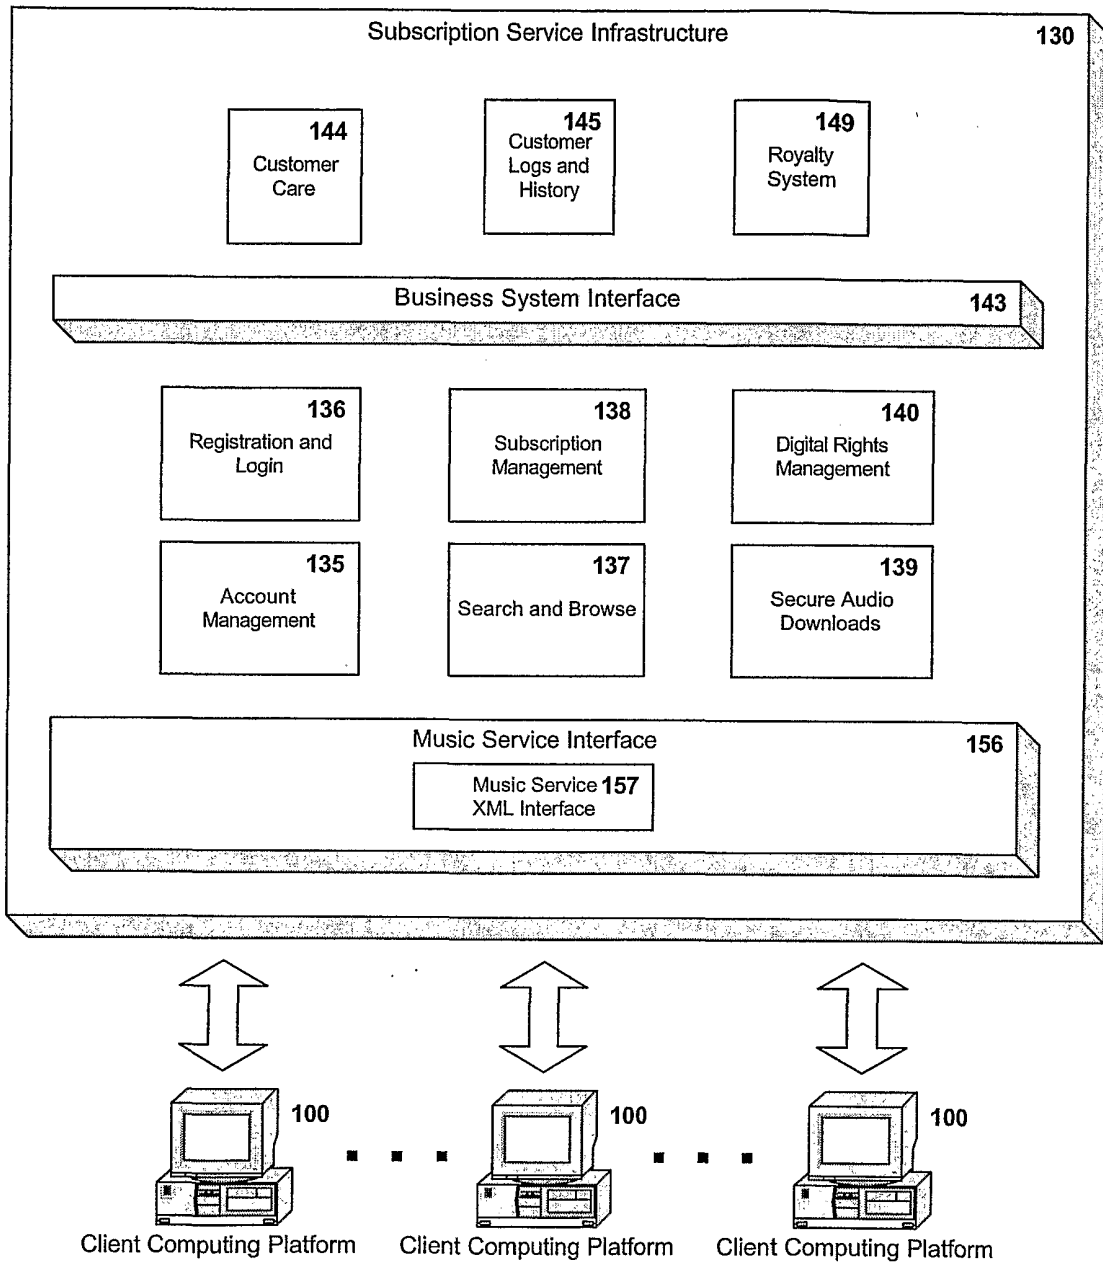 Subscription Service Infrastructure 130
144 145 149
Customer Care
Customer Logs and History
Royalty System
Business System Interface 143
136 138 140
Registration and Login
Subscription Management
Digital Rights Management
135 137 139
Account Management
Search and Browse
Secure Audio Downloads
Music Service Interface 156
Music Service 157
XML Interface
100 100 100
Client Computing Platform Client Computing Platform Client Computing Platform